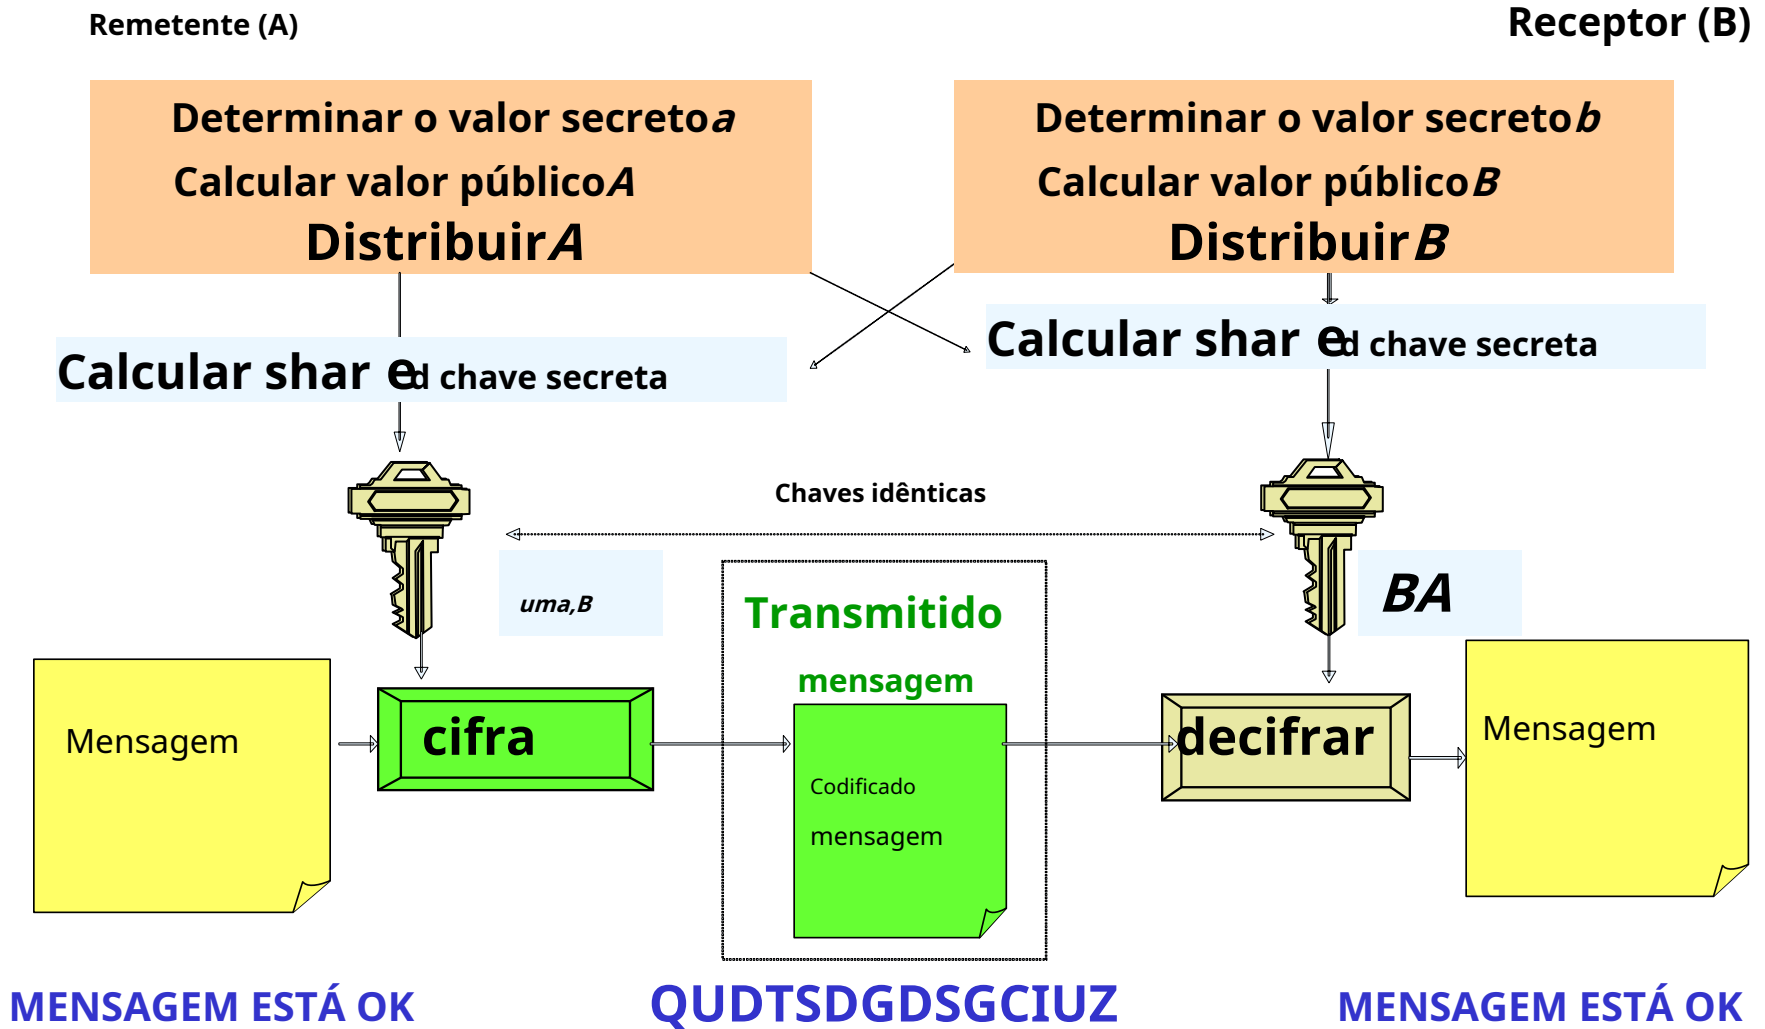 Remetente (A)
Receptor (B)
Determinar o valor secretoa
Calcular valor públicoA
DistribuirA
Determinar o valor secretob
Calcular valor públicoB
DistribuirB
Calcular shar ed chave secreta
Calcular shar ed chave secreta
Chaves idênticas
uma,B
BA
Transmitido
mensagem
Mensagem
cifra
Codificado
mensagem
decifrar
Mensagem
MENSAGEM ESTÁ OK
QUDTSDGDSGCIUZ
MENSAGEM ESTÁ OK